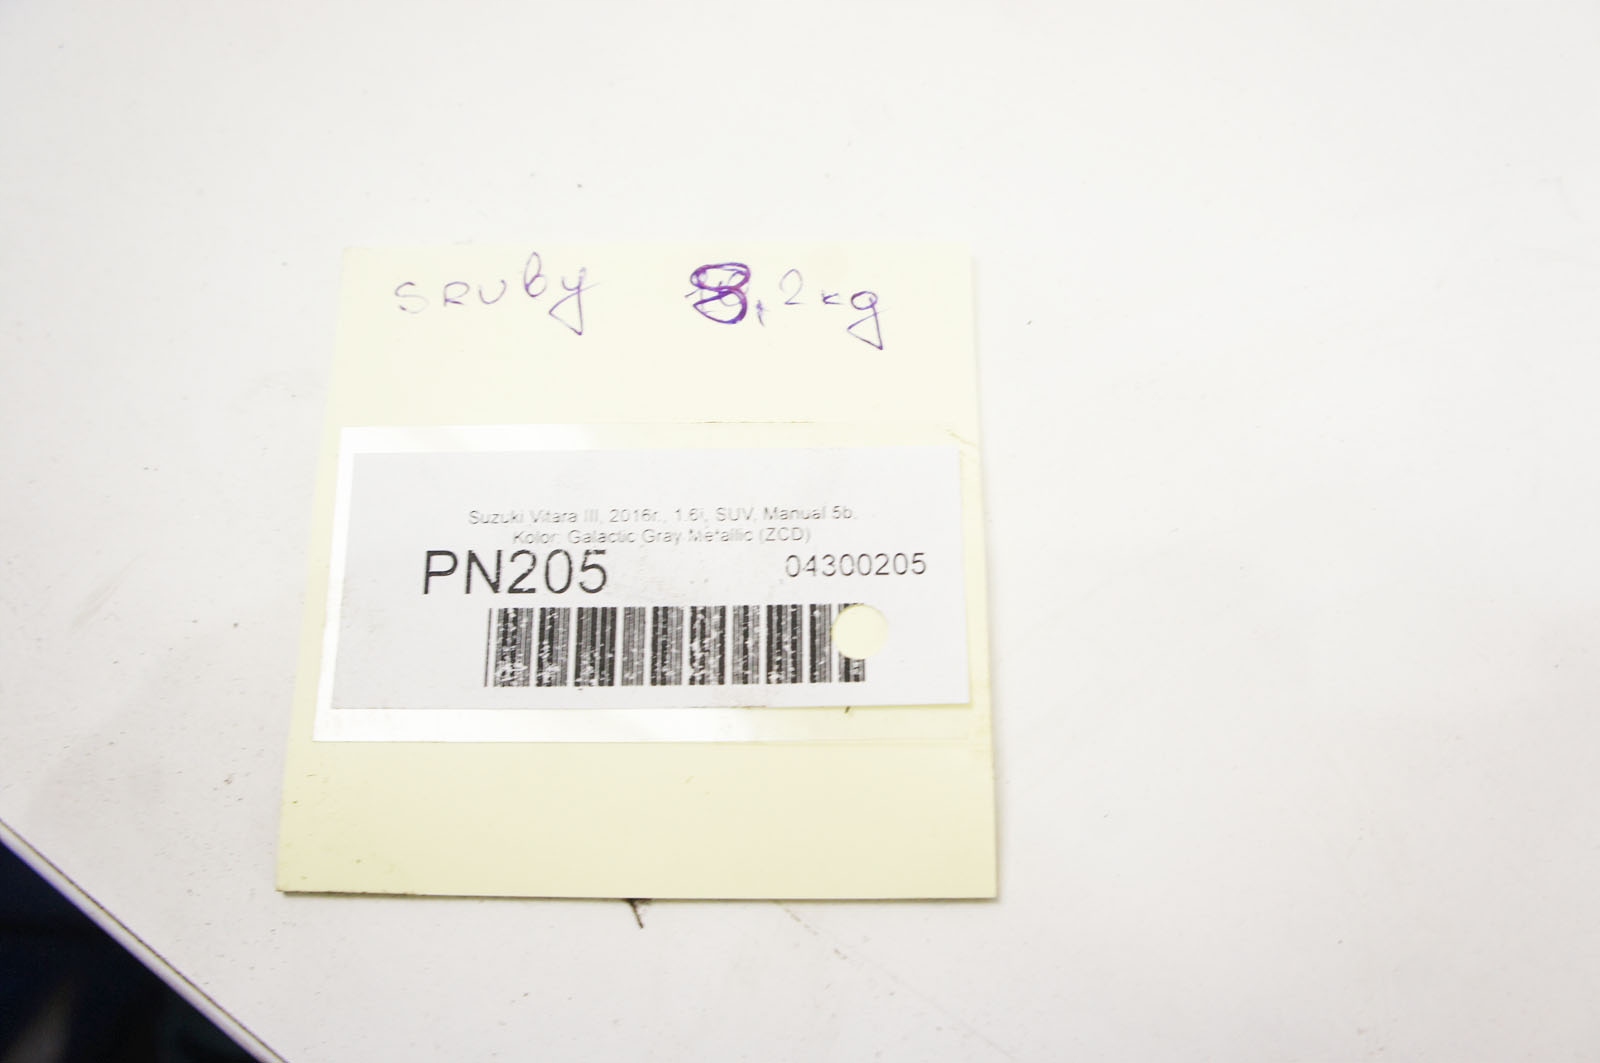 SRUby 8,2kg
Suzuki Vitara III, 2016r., 1.6i, SUV, Manual 5b.
Kolor: Galactic Gray Metallic (ZCD)
PN205 04300205